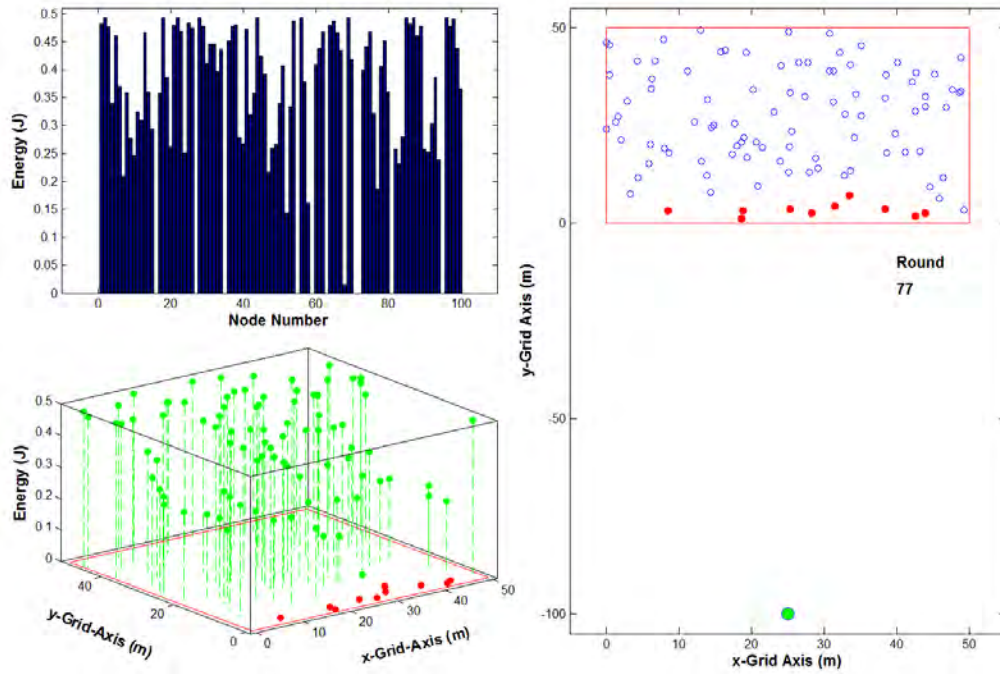 Energy (J)
0.5
0.45
0.4
0.35
0.3
0.25
0.2
0.5
0.1
0.05
0
0 20 40 60 80 100
Node Number
Energy (J)
0.5
0.4
0.3
0.2
0.1
0
40
20
0
y-Grid-Axis (m)
0 10 20 30 40 50
x-Grid-Axis (m)
y-Grid Axis (m)
50
0
-50
-100
Round
77
0 10 20 30 40 50
x-Grid Axis (m)